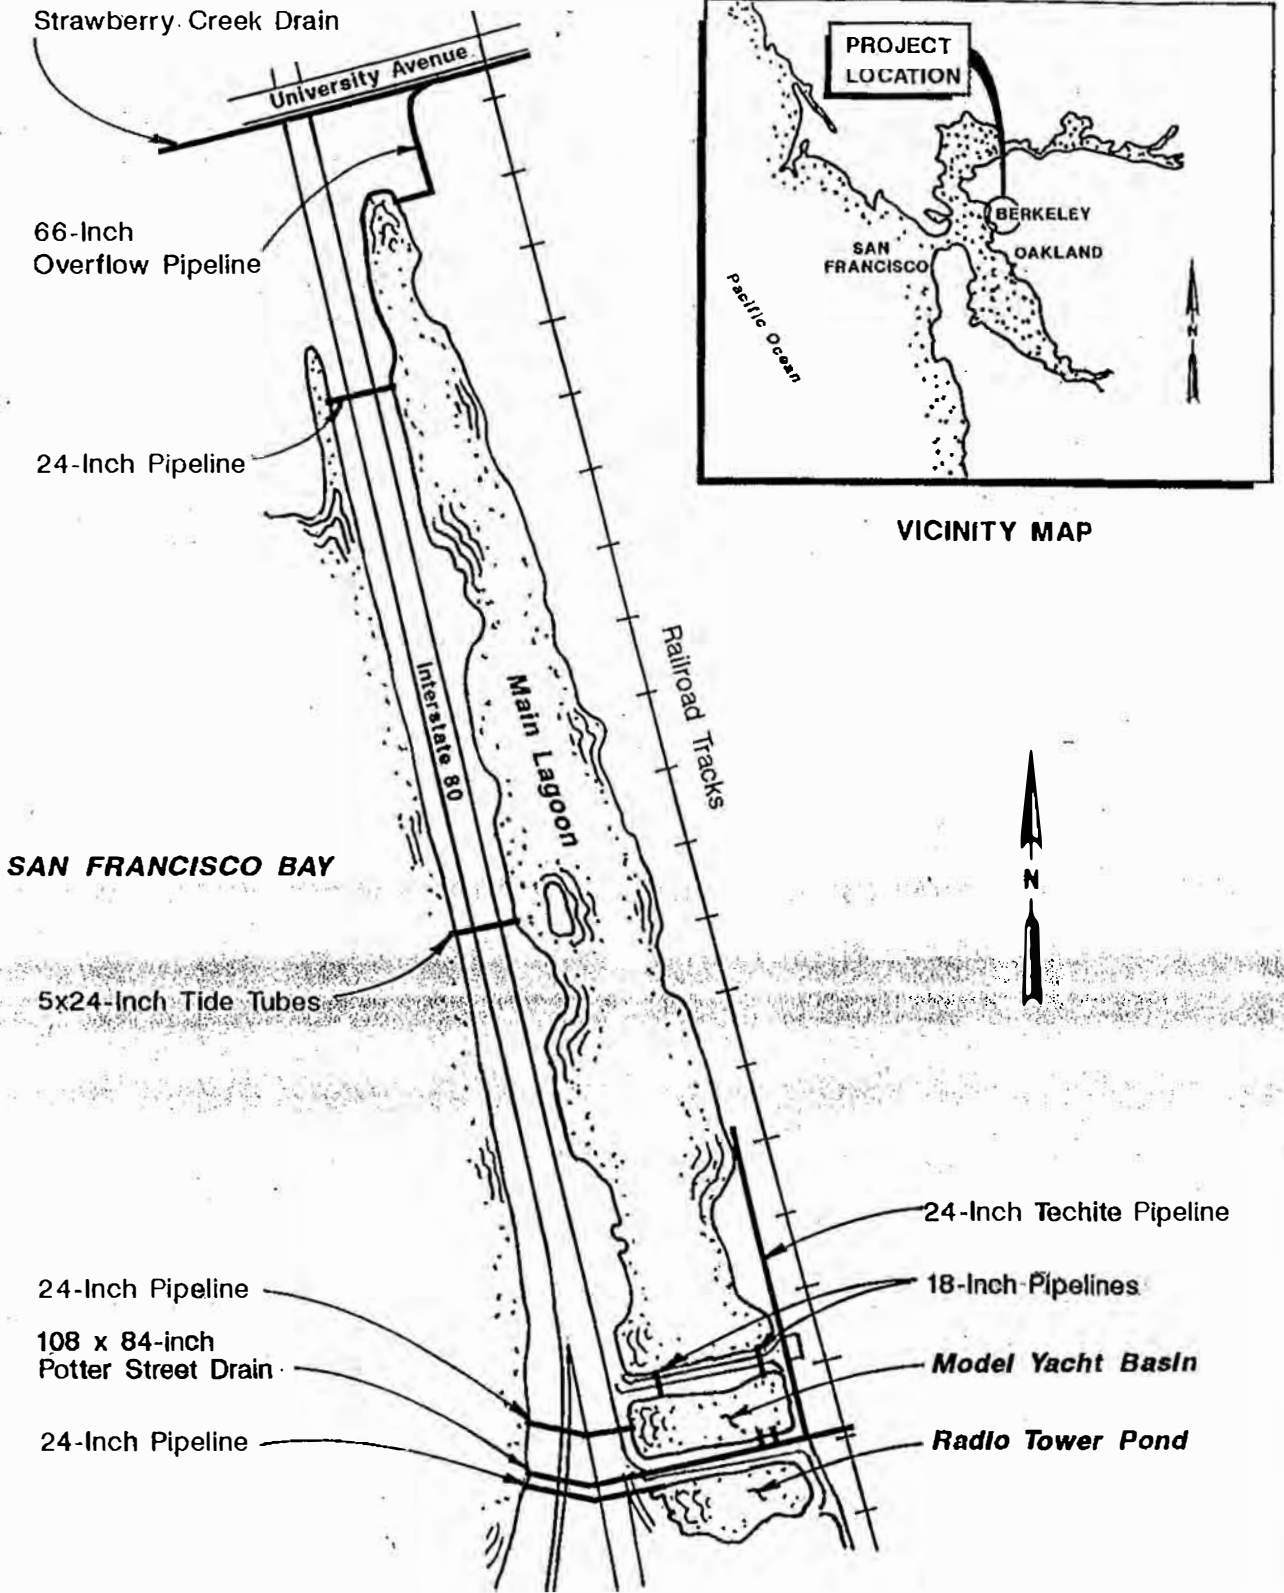 Strawberry Creek Drain
University Avenue
66-Inch
Overflow Pipeline
24-Inch Pipeline
PROJECT
LOCATION
BERKELEY
SAN
FRANCISCO
OAKLAND
Pacific Ocean
N
VICINITY MAP
Railroad Tracks
Interstate 80
Main Lagoon
SAN FRANCISCO BAY
N
5x24-Inch Tide Tubes
24-Inch Techite Pipeline
24-Inch Pipeline
18-Inch Pipelines
108 x 84-inch
Potter Street Drain
Model Yacht Basin
24-Inch Pipeline
Radio Tower Pond